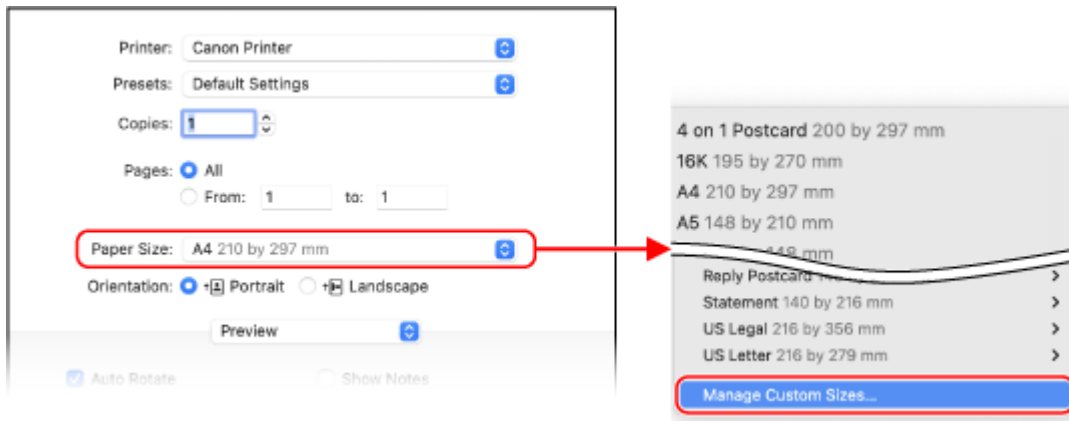 Printer: Canon Printer
Presets: Default Settings
Copies: 1
Pages: All
From: 1 to: 1
Paper Size: A4 210 by 297 mm
Orientation: Portrait Landscape
Preview
Auto Rotate Show Notes
4 on 1 Postcard 200 by 297 mm
16K 195 by 270 mm
A4 210 by 297 mm
A5 148 by 210 mm
148 mm
Reply Postcard
Statement 140 by 216 mm
US Legal 216 by 356 mm
US Letter 216 by 279 mm
Manage Custom Sizes...